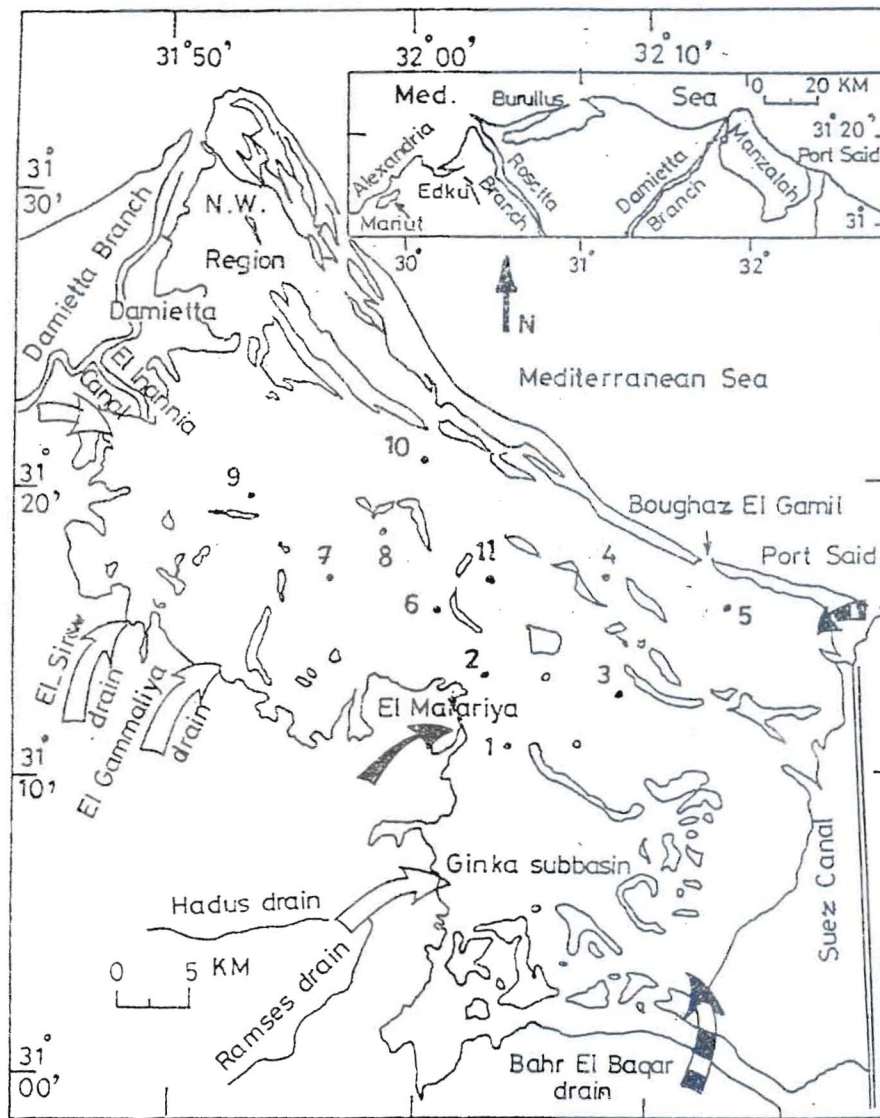 31° 50'
32° 00'
32° 10'
0 20 KM
Med.
Burullus
Sea
31° 20'
Alexandria
Port Said
Rosetta
Branch
Damietta
Branch
Manzalah
Edku
Mariut
31°
30°
31°
32°
31°
30'
N.W.
Region
N
Damietta Branch
Damietta
El Inannia
Canal
Mediterranean Sea
10
31°
20'
9
Boughaz El Gamil
Port Said
7
8
11
4
6
5
2
3
El_Sirw
drain
El Gammaliya
drain
El Matariya
1
31°
10'
Ginka subbasin
Hadus drain
Suez Canal
0 5 KM
Ramses drain
31°
00'
Bahr El Baqar
drain